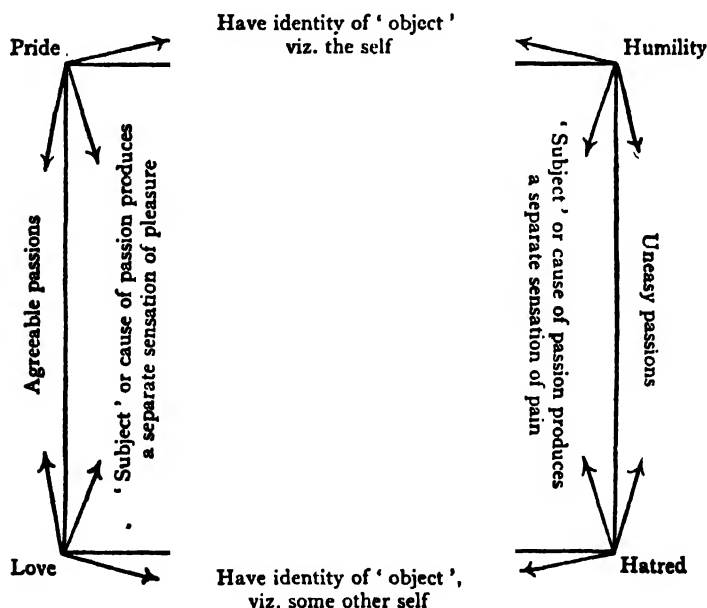 Have identity of ‘ object ’
viz. the self
Pride
Humility
‘ Subject ’ or cause of passion produces
a separate sensation of pleasure
Agreeable passions
‘ Subject ’ or cause of passion produces
a separate sensation of pain
Uneasy passions
Love
Have identity of ‘ object ’,
viz. some other self
Hatred